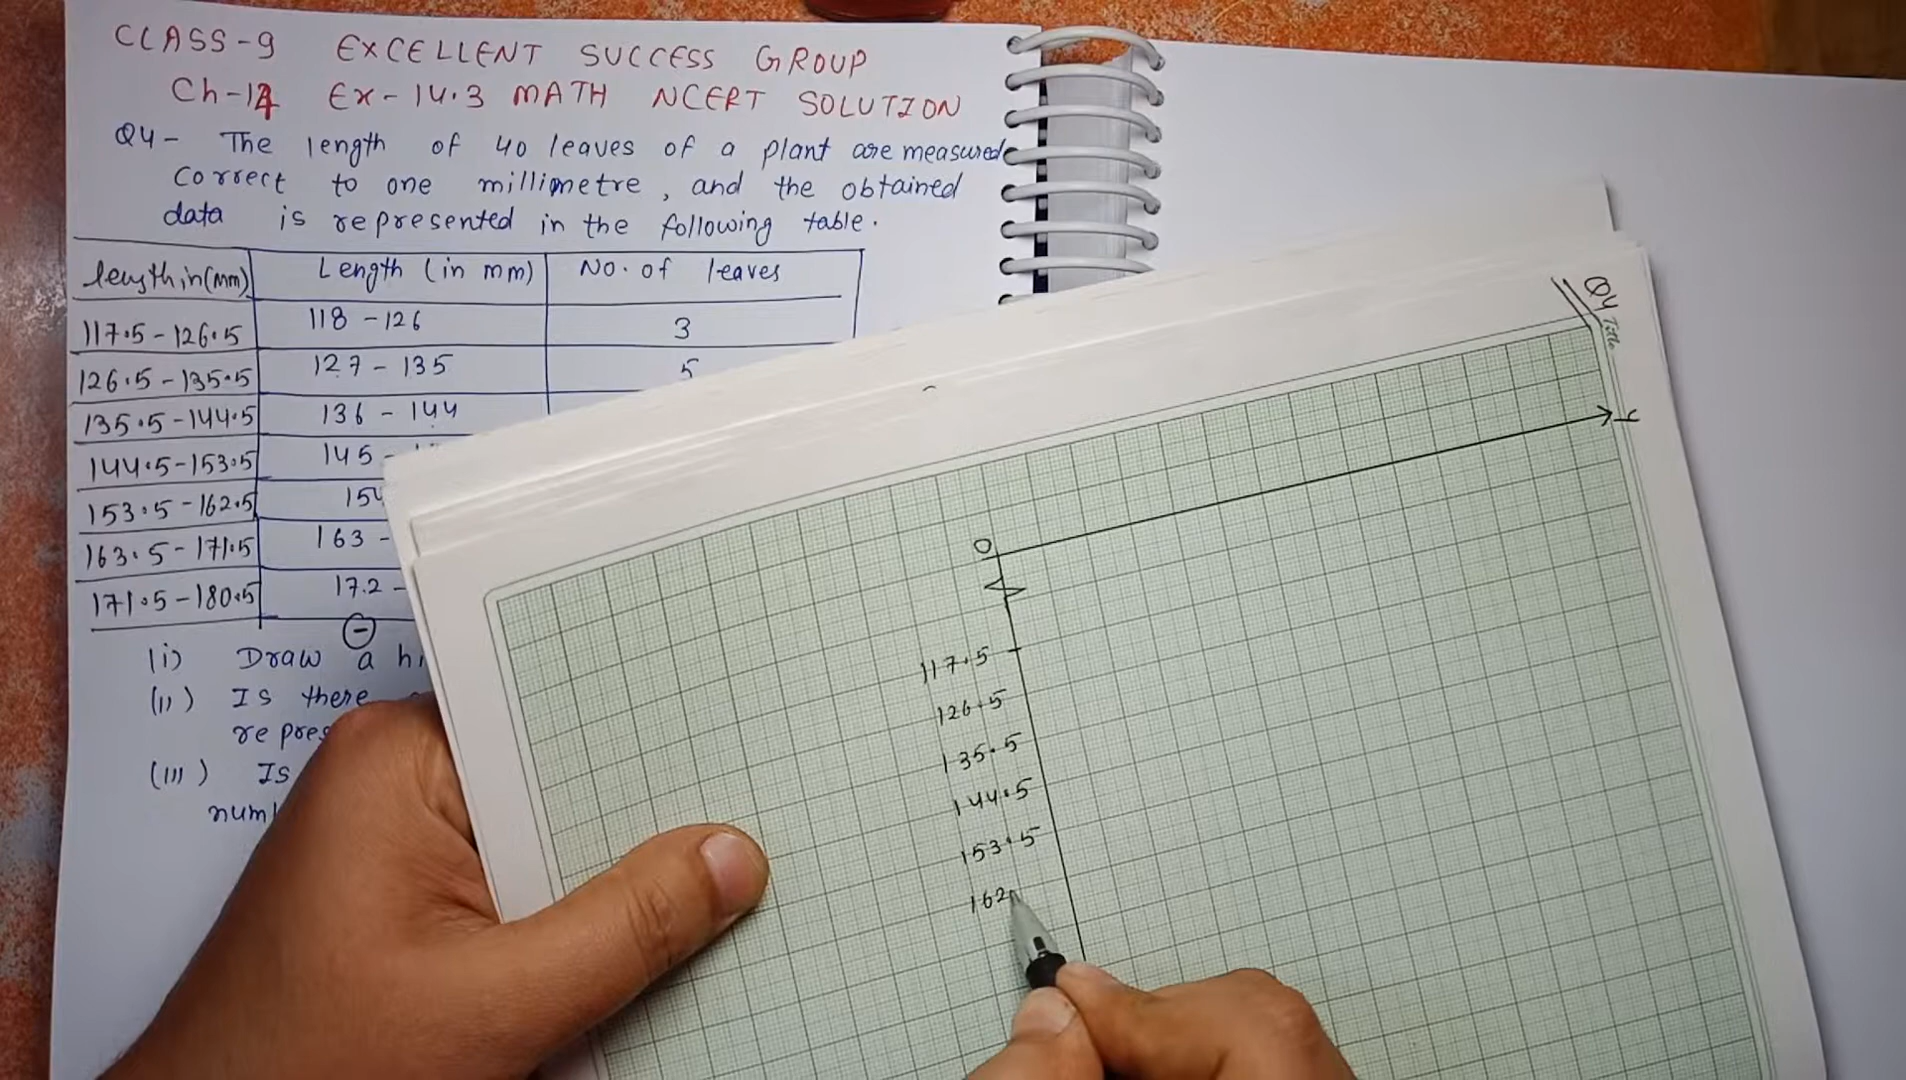 CLASS-9 EXCELLENT SUCCESS GROUP
Ch-14 Ex-14.3 MATH NCERT SOLUTION
Q4- The length of 40 leaves of a plant are measured
correct to one millimetre, and the obtained
data is represented in the following table.
length in(mm) Length (in mm) No. of leaves
117.5-126.5 118-126 3
126.5-135.5 127-135 5
135.5-144.5 136-144
144.5-153.5 145-
153.5-162.5 154
163.5-171.5 163-
171.5-180.5 172-
(i) Draw a hi
(ii) Is there
repres
(iii) Is
num
Q4
Title
O
117.5
126.5
135.5
144.5
153.5
162